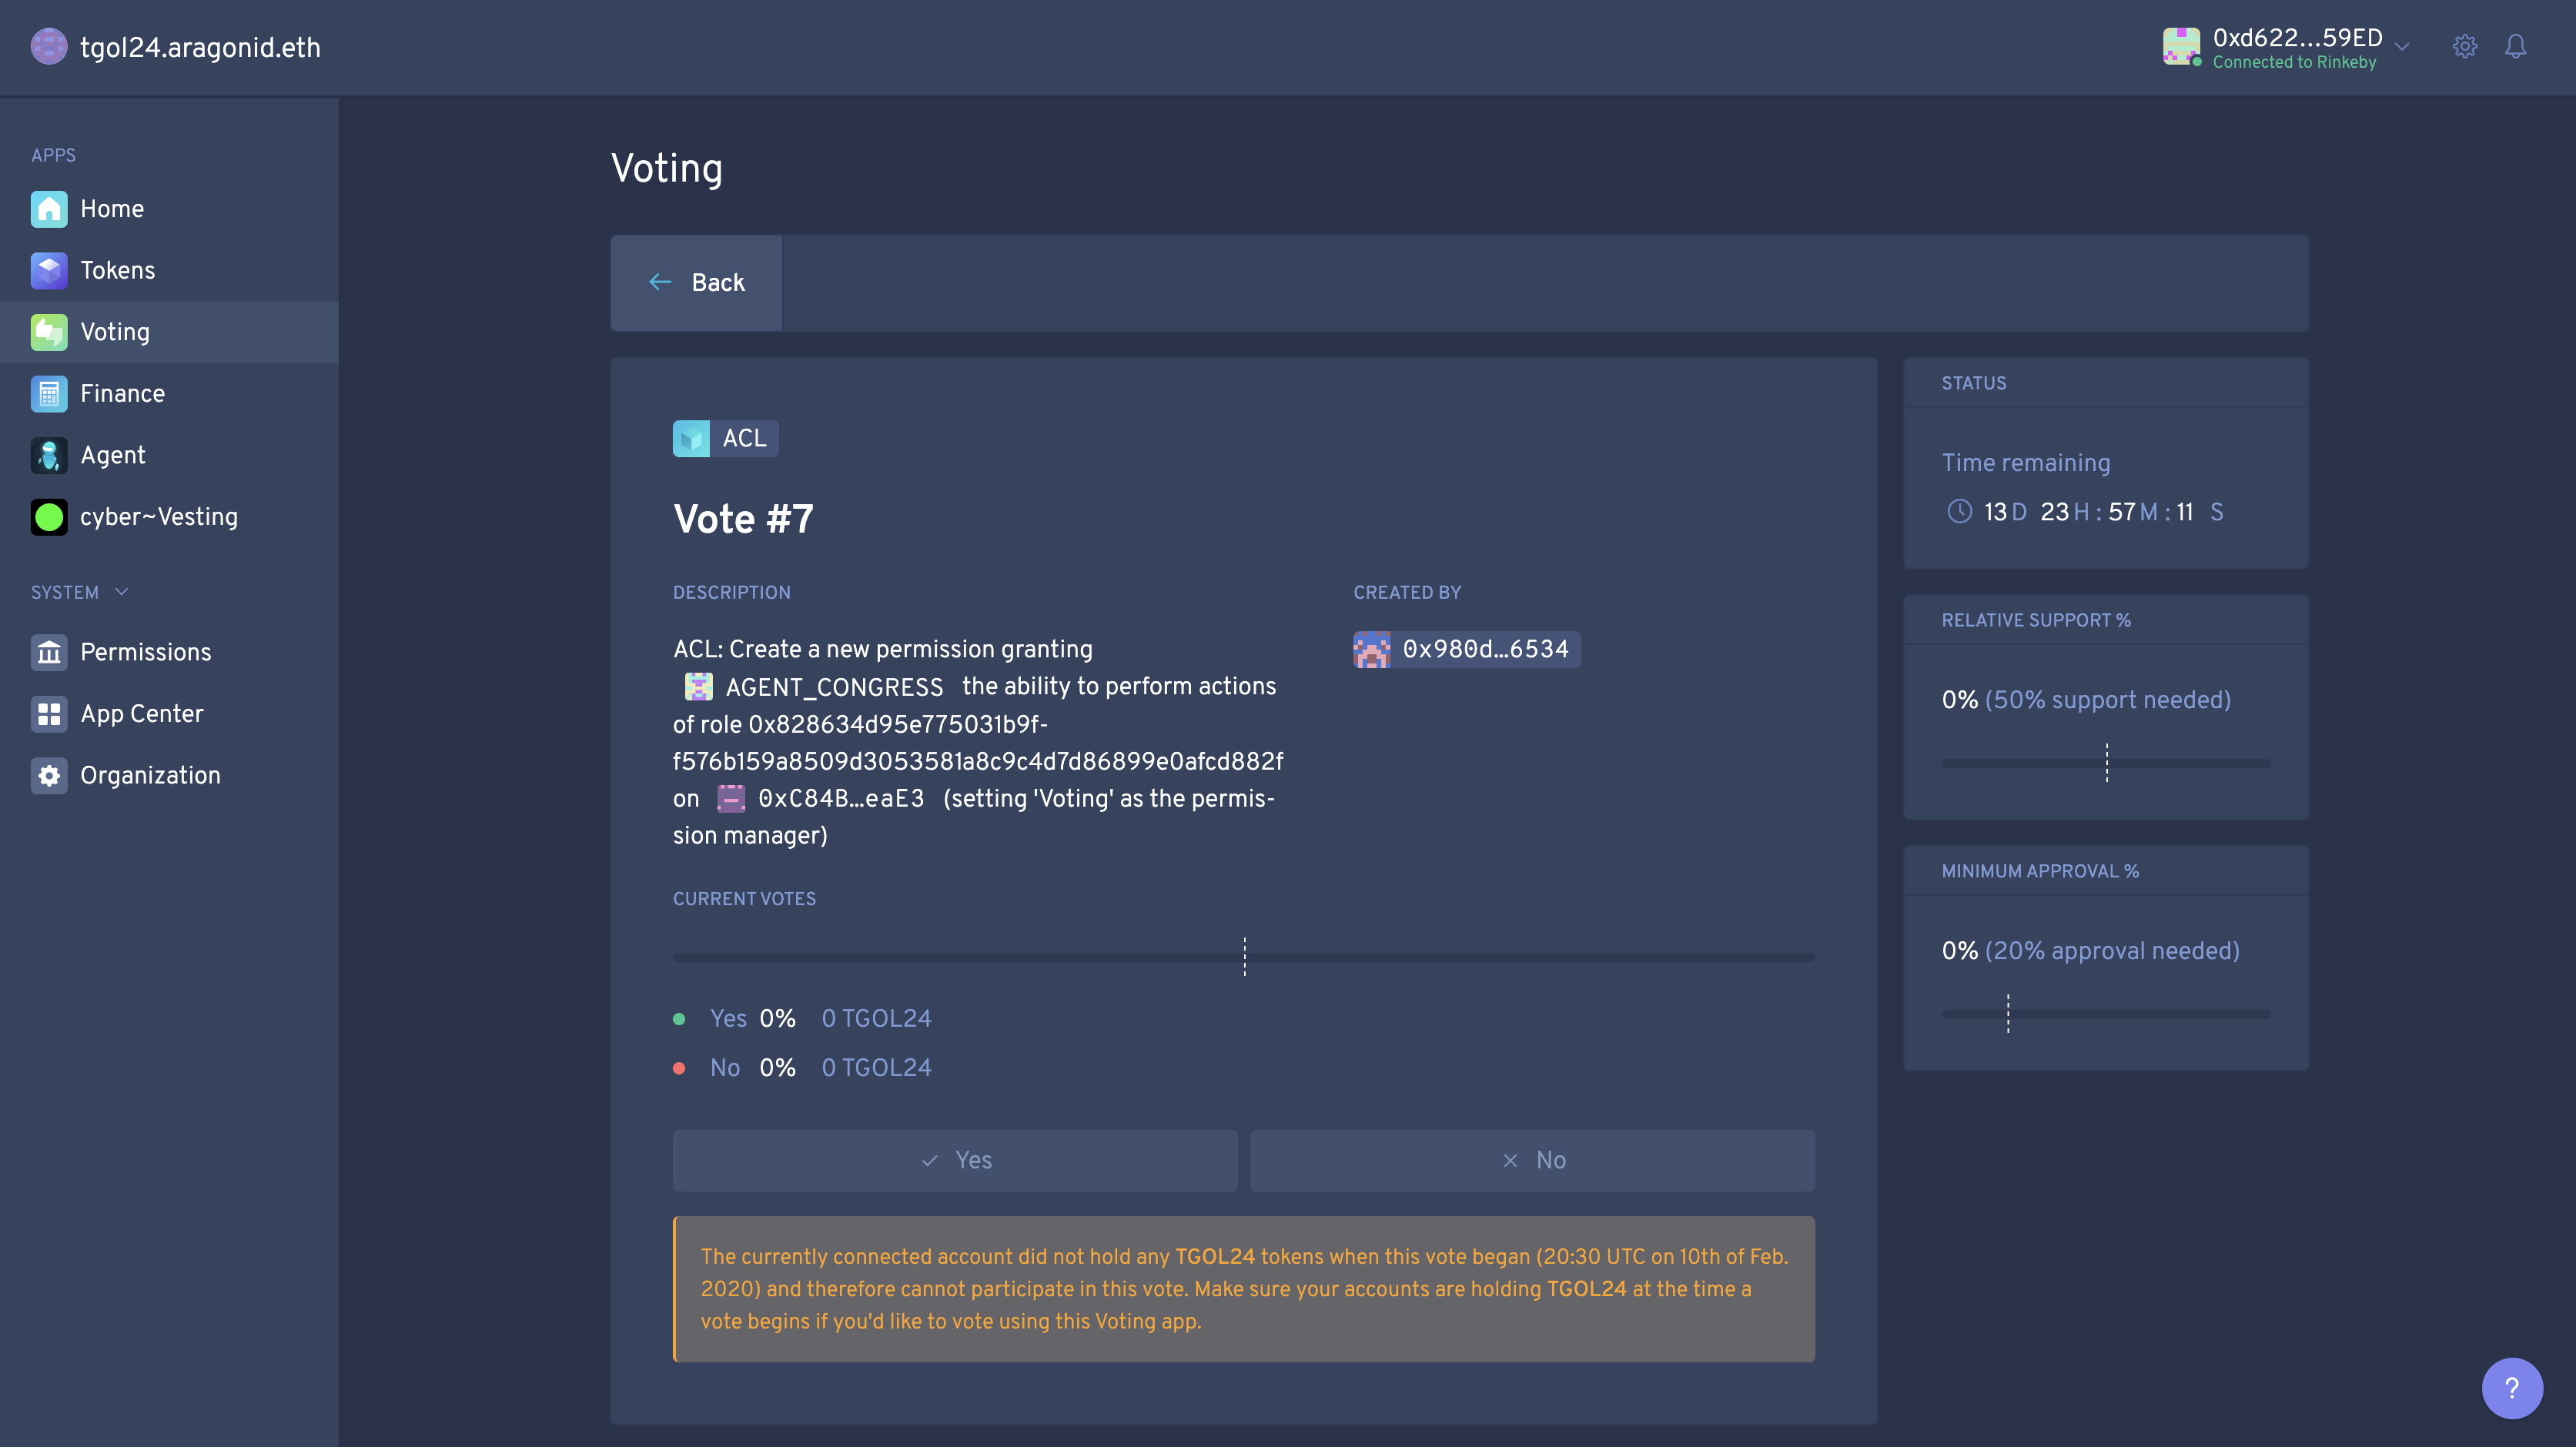 tgol24.aragonid.eth
0xd622...59ED
Connected to Rinkeby
APPS
Home
Tokens
Voting
Finance
Agent
cyber~Vesting
SYSTEM
Permissions
App Center
Organization
Voting
Back
ACL
Vote #7
DESCRIPTION
ACL: Create a new permission granting
AGENT_CONGRESS the ability to perform actions
of role 0x828634d95e775031b9f-
f576b159a8509d3053581a8c9c4d7d86899e0afcd882f
on 0xC84B…eaE3 (setting 'Voting' as the permis-
sion manager)
CREATED BY
0x980d…6534
CURRENT VOTES
Yes 0% 0 TGOL24
No 0% 0 TGOL24
Yes
No
The currently connected account did not hold any TGOL24 tokens when this vote began (20:30 UTC on 10th of Feb.
2020) and therefore cannot participate in this vote. Make sure your accounts are holding TGOL24 at the time a
vote begins if you'd like to vote using this Voting app.
STATUS
Time remaining
13 D 23 H : 57 M : 11 S
RELATIVE SUPPORT %
0% (50% support needed)
MINIMUM APPROVAL %
0% (20% approval needed)
?